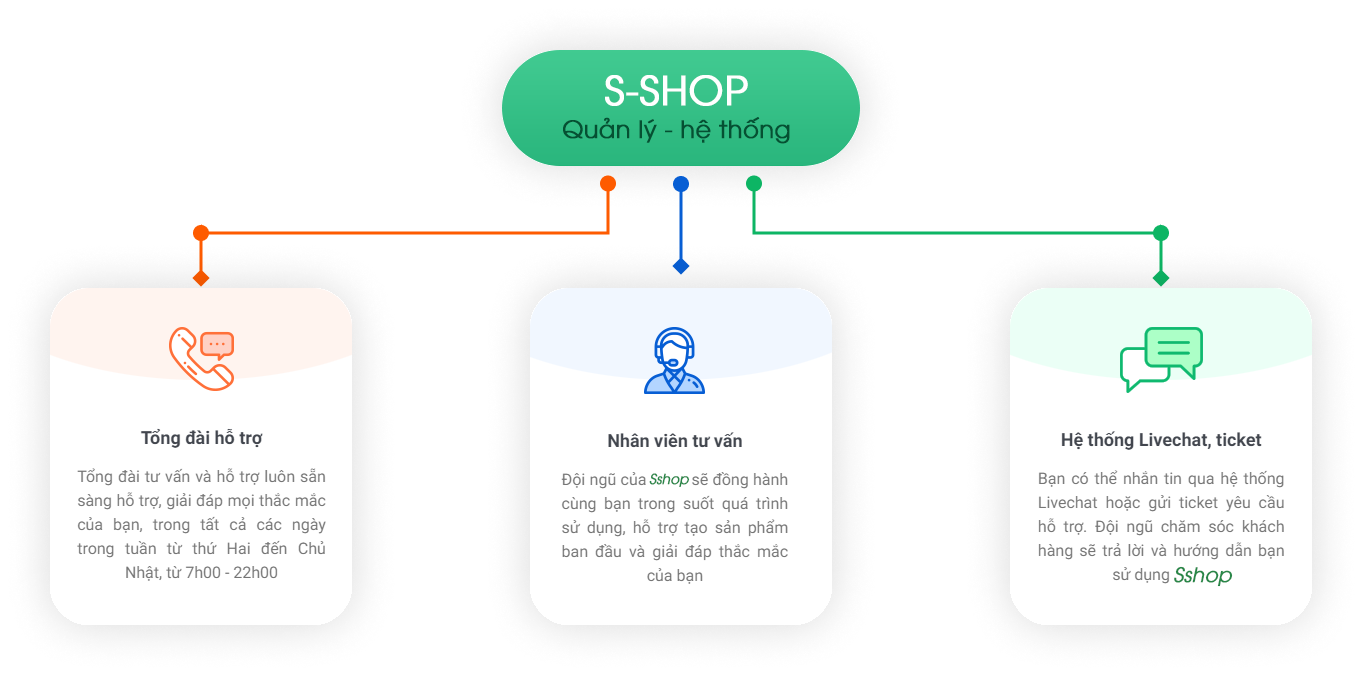 S-SHOP
Quản lý - hệ thống
Tổng đài hỗ trợ
Tổng đài tư vấn và hỗ trợ luôn sẵn
sàng hỗ trợ, giải đáp mọi thắc mắc
của bạn, trong tất cả các ngày
trong tuần từ thứ Hai đến Chủ
Nhật, từ 7h00 - 22h00
Nhân viên tư vấn
Đội ngũ của Sshop sẽ đồng hành
cùng bạn trong suốt quá trình
sử dụng, hỗ trợ tạo sản phẩm
ban đầu và giải đáp thắc mắc
của bạn
Hệ thống Livechat, ticket
Bạn có thể nhắn tin qua hệ thống
Livechat hoặc gửi ticket yêu cầu
hỗ trợ. Đội ngũ chăm sóc khách
hàng sẽ trả lời và hướng dẫn bạn
sử dụng Sshop